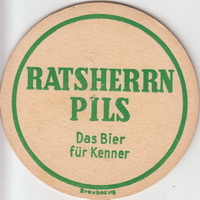 RATSHERRN
PILS
Das Bier
für Kenner